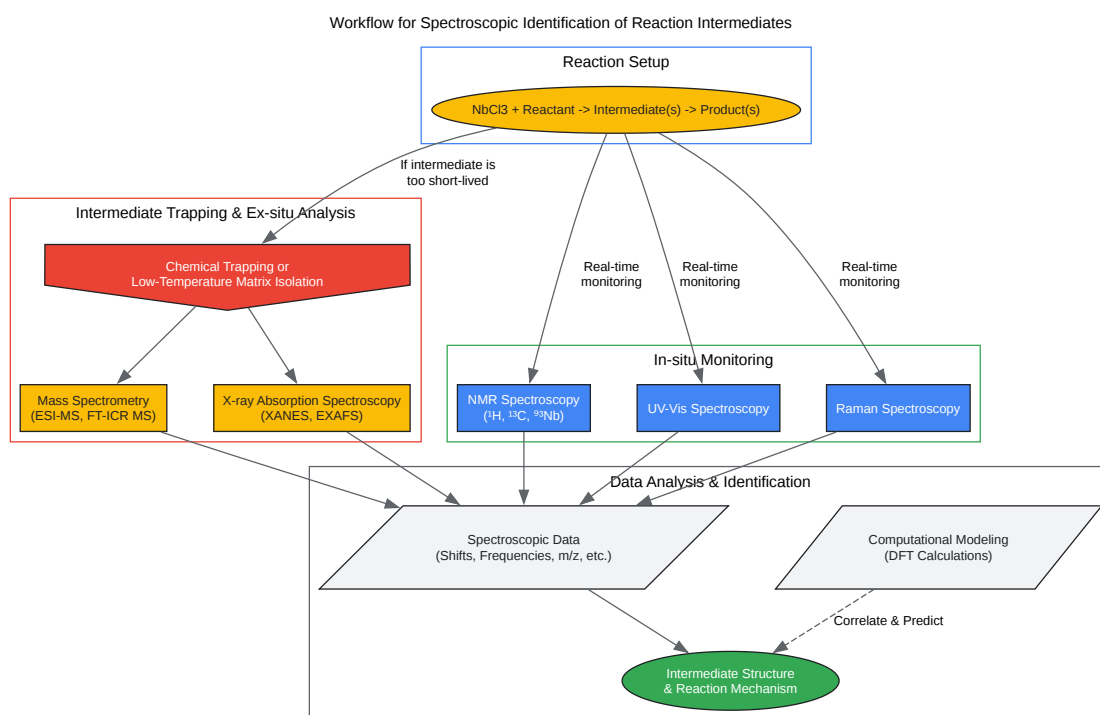 Workflow for Spectroscopic Identification of Reaction Intermediates
Reaction Setup
NbCl3 + Reactant -> Intermediate(s) -> Product(s)
If intermediate is
too short-lived
Intermediate Trapping & Ex-situ Analysis
Chemical Trapping or
Low-Temperature Matrix Isolation
Real-time
monitoring
Real-time
monitoring
Real-time
monitoring
In-situ Monitoring
Mass Spectrometry
(ESI-MS, FT-ICR MS)
X-ray Absorption Spectroscopy
(XANES, EXAFS)
NMR Spectroscopy
(¹H, ¹³C, ⁹³Nb)
UV-Vis Spectroscopy
Raman Spectroscopy
Data Analysis & Identification
Spectroscopic Data
(Shifts, Frequencies, m/z, etc.)
Computational Modeling
(DFT Calculations)
Correlate & Predict
Intermediate Structure
& Reaction Mechanism